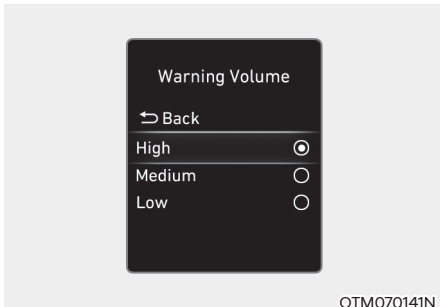 Warning Volume
Back
High
Medium
Low
OTM070141N